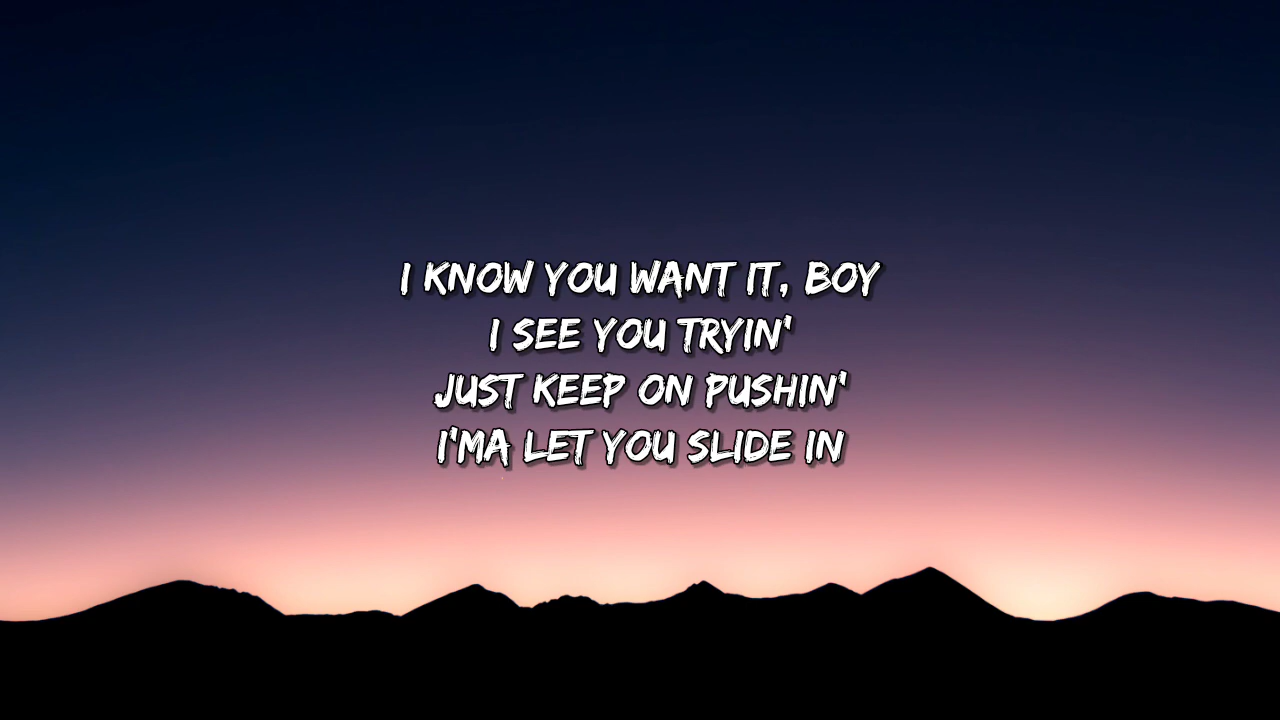 I KNOW YOU WANT IT, BOY
I SEE YOU TRYIN'
JUST KEEP ON PUSHIN'
I'MA LET YOU SLIDE IN